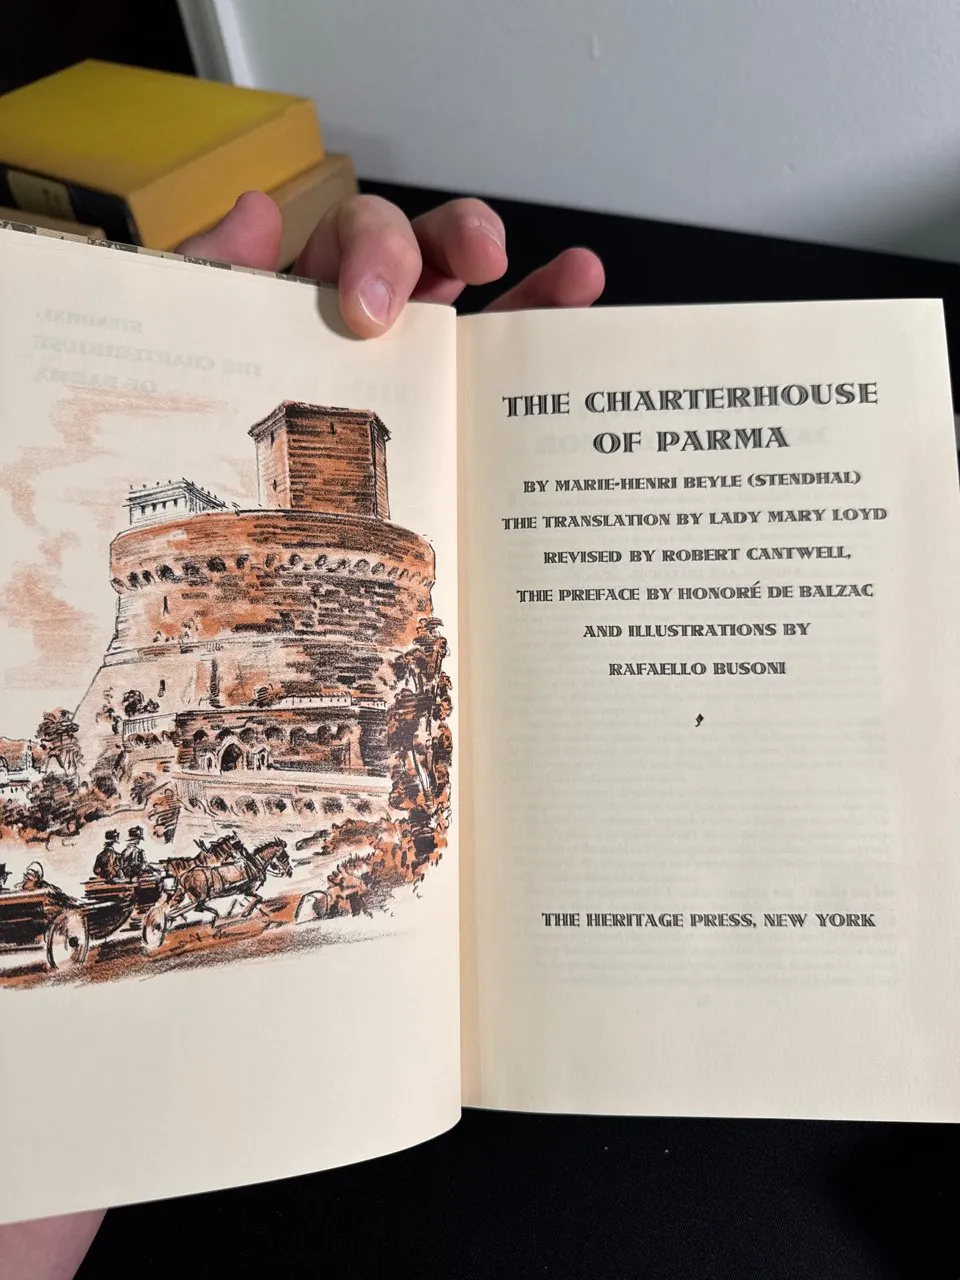 THE CHARTERHOUSE
OF PARMA
BY MARIE-HENRI BEYLE (STENDHAL)
THE TRANSLATION BY LADY MARY LOYD
REVISED BY ROBERT CANTWELL,
THE PREFACE BY HONORÉ DE BALZAC
AND ILLUSTRATIONS BY
RAFAELLO BUSONI
THE HERITAGE PRESS, NEW YORK